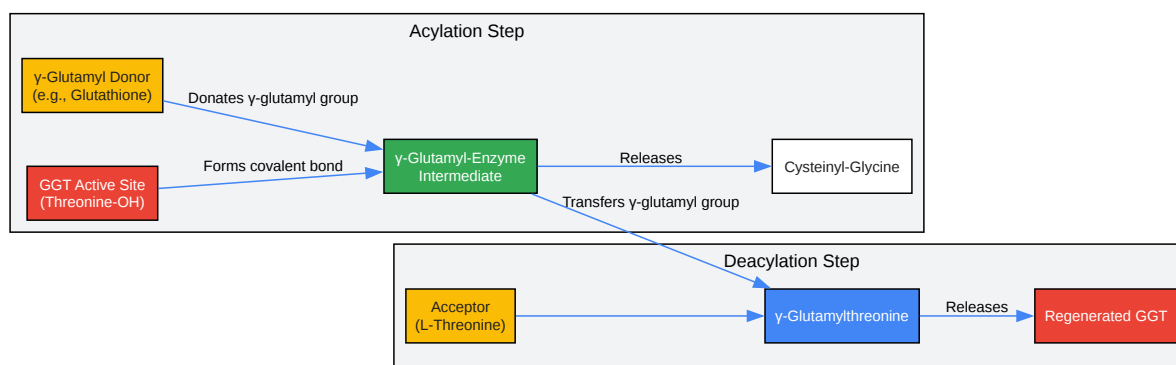 Acylation Step
γ-Glutamyl Donor
(e.g., Glutathione)
Donates γ-glutamyl group
GGT Active Site
(Threonine-OH)
Forms covalent bond
γ-Glutamyl-Enzyme
Intermediate
Releases
Cysteinyl-Glycine
Transfers γ-glutamyl group
Deacylation Step
Acceptor
(L-Threonine)
γ-Glutamylthreonine
Releases
Regenerated GGT